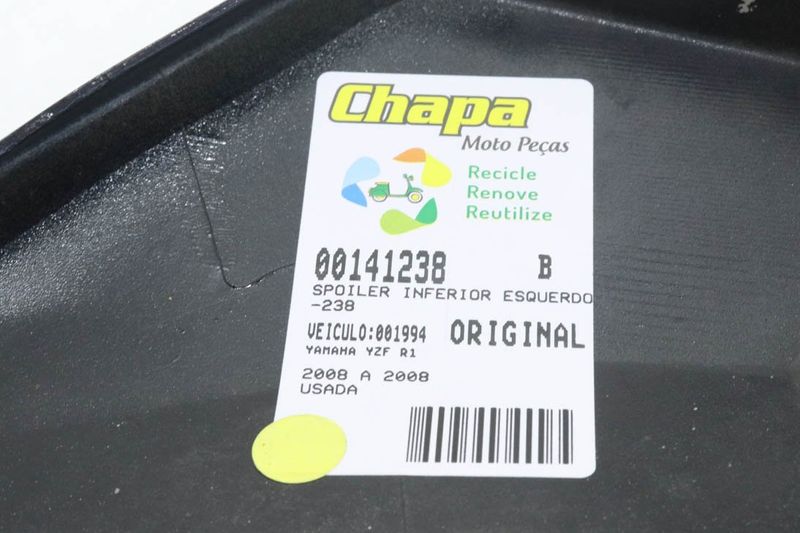 Chapa
Moto Peças
Recicle
Renove
Reutilize
00141238 B
SPOILER INFERIOR ESQUERDO
-238
VEICULO:001994 ORIGINAL
YAMAHA YZF R1
2008 A 2008
USADA